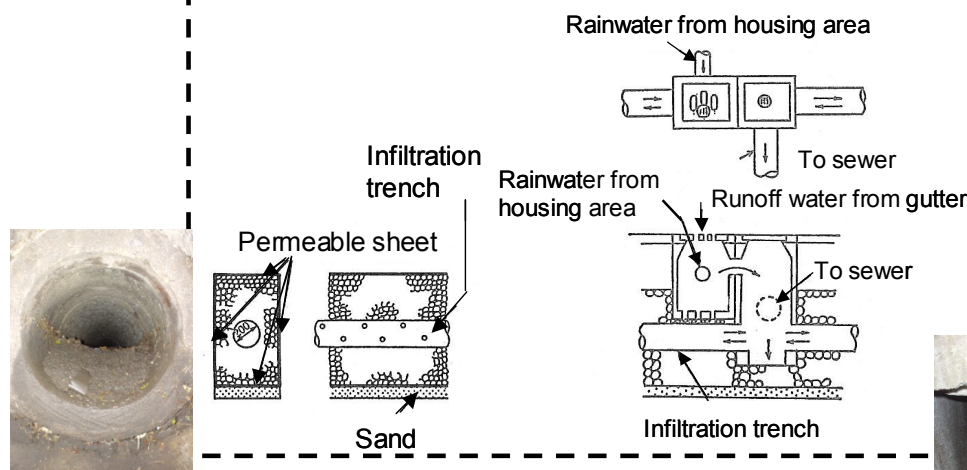 Rainwater from housing area
To sewer
Infiltration
trench
Rainwater from
housing area
Runoff water from gutter
Permeable sheet
To sewer
200
Sand
Infiltration trench